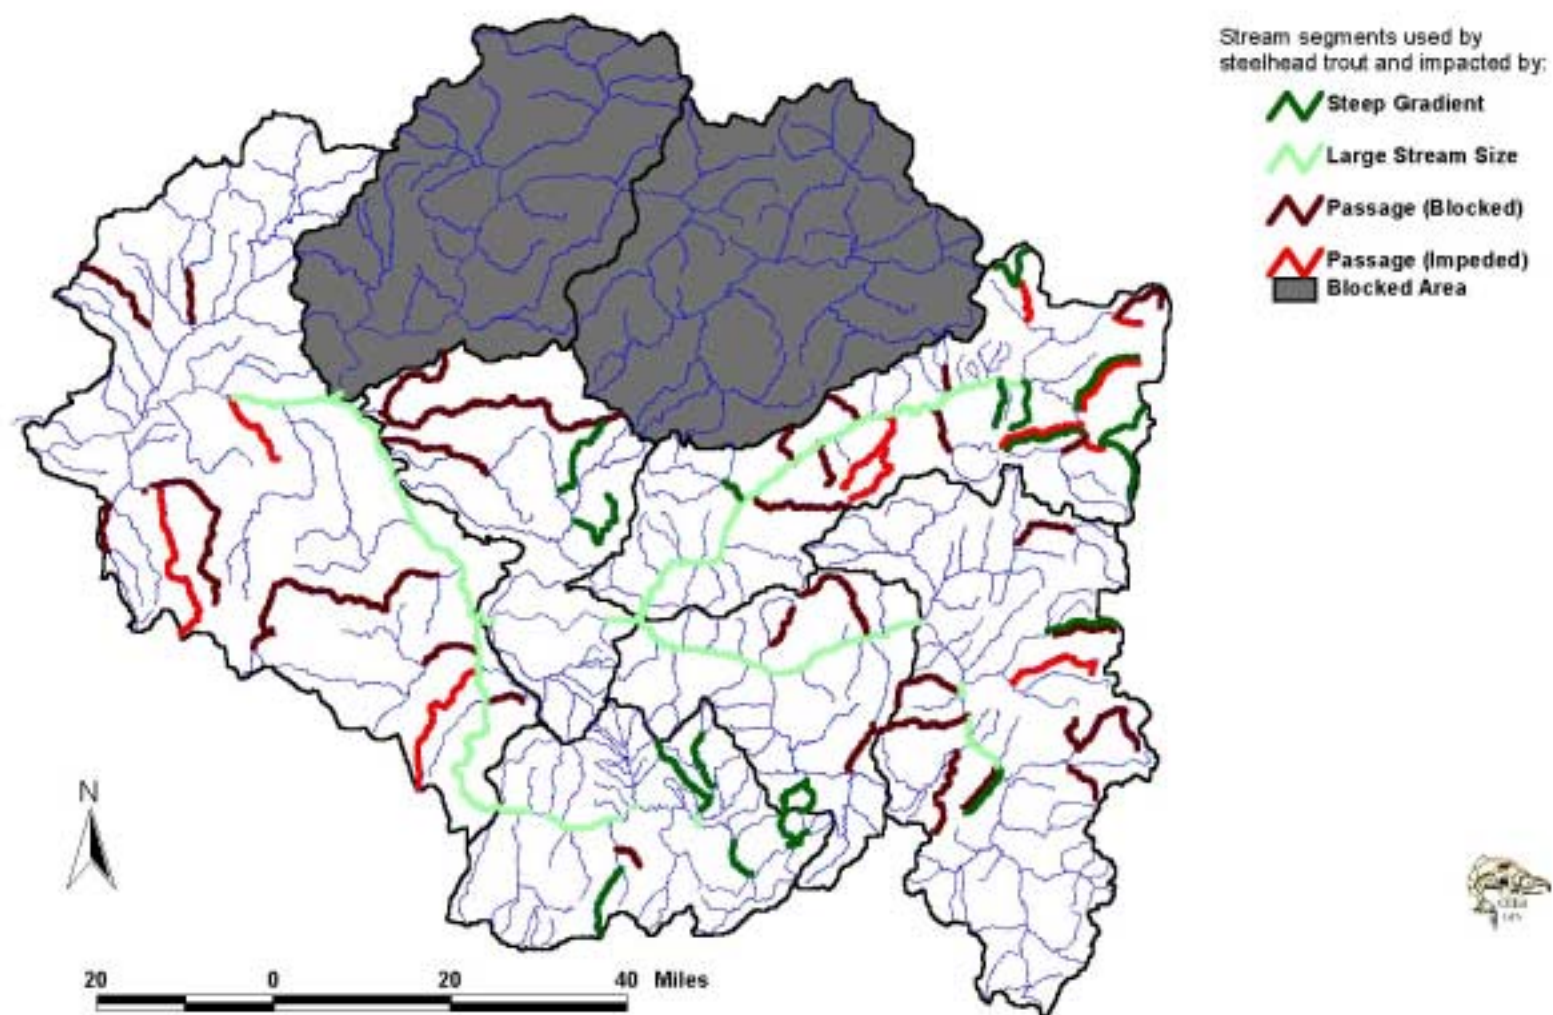 Stream segments used by
steelhead trout and impacted by:
Steep Gradient
Large Stream Size
Passage (Blocked)
Passage (Impeded)
Blocked Area
N
20 0 20 40 Miles